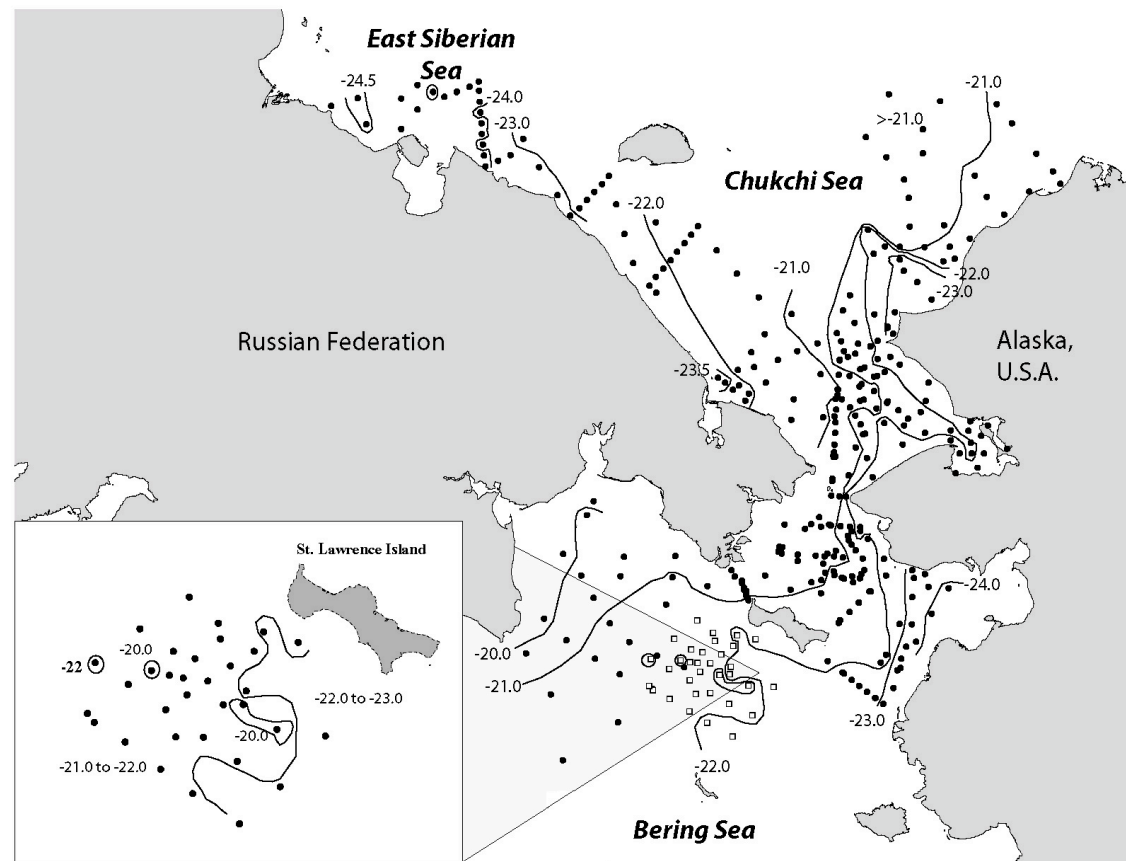 East Siberian
Sea
-24.5
-24.0
-23.0
-21.0
>-21.0
Chukchi Sea
-22.0
-21.0
-22.0
-23.0
Russian Federation
Alaska,
U.S.A.
-23.5
-24.0
-20.0
-21.0
-23.0
-22.0
Bering Sea
St. Lawrence Island
-20.0
-22
-22.0 to -23.0
-20.0
-21.0 to -22.0